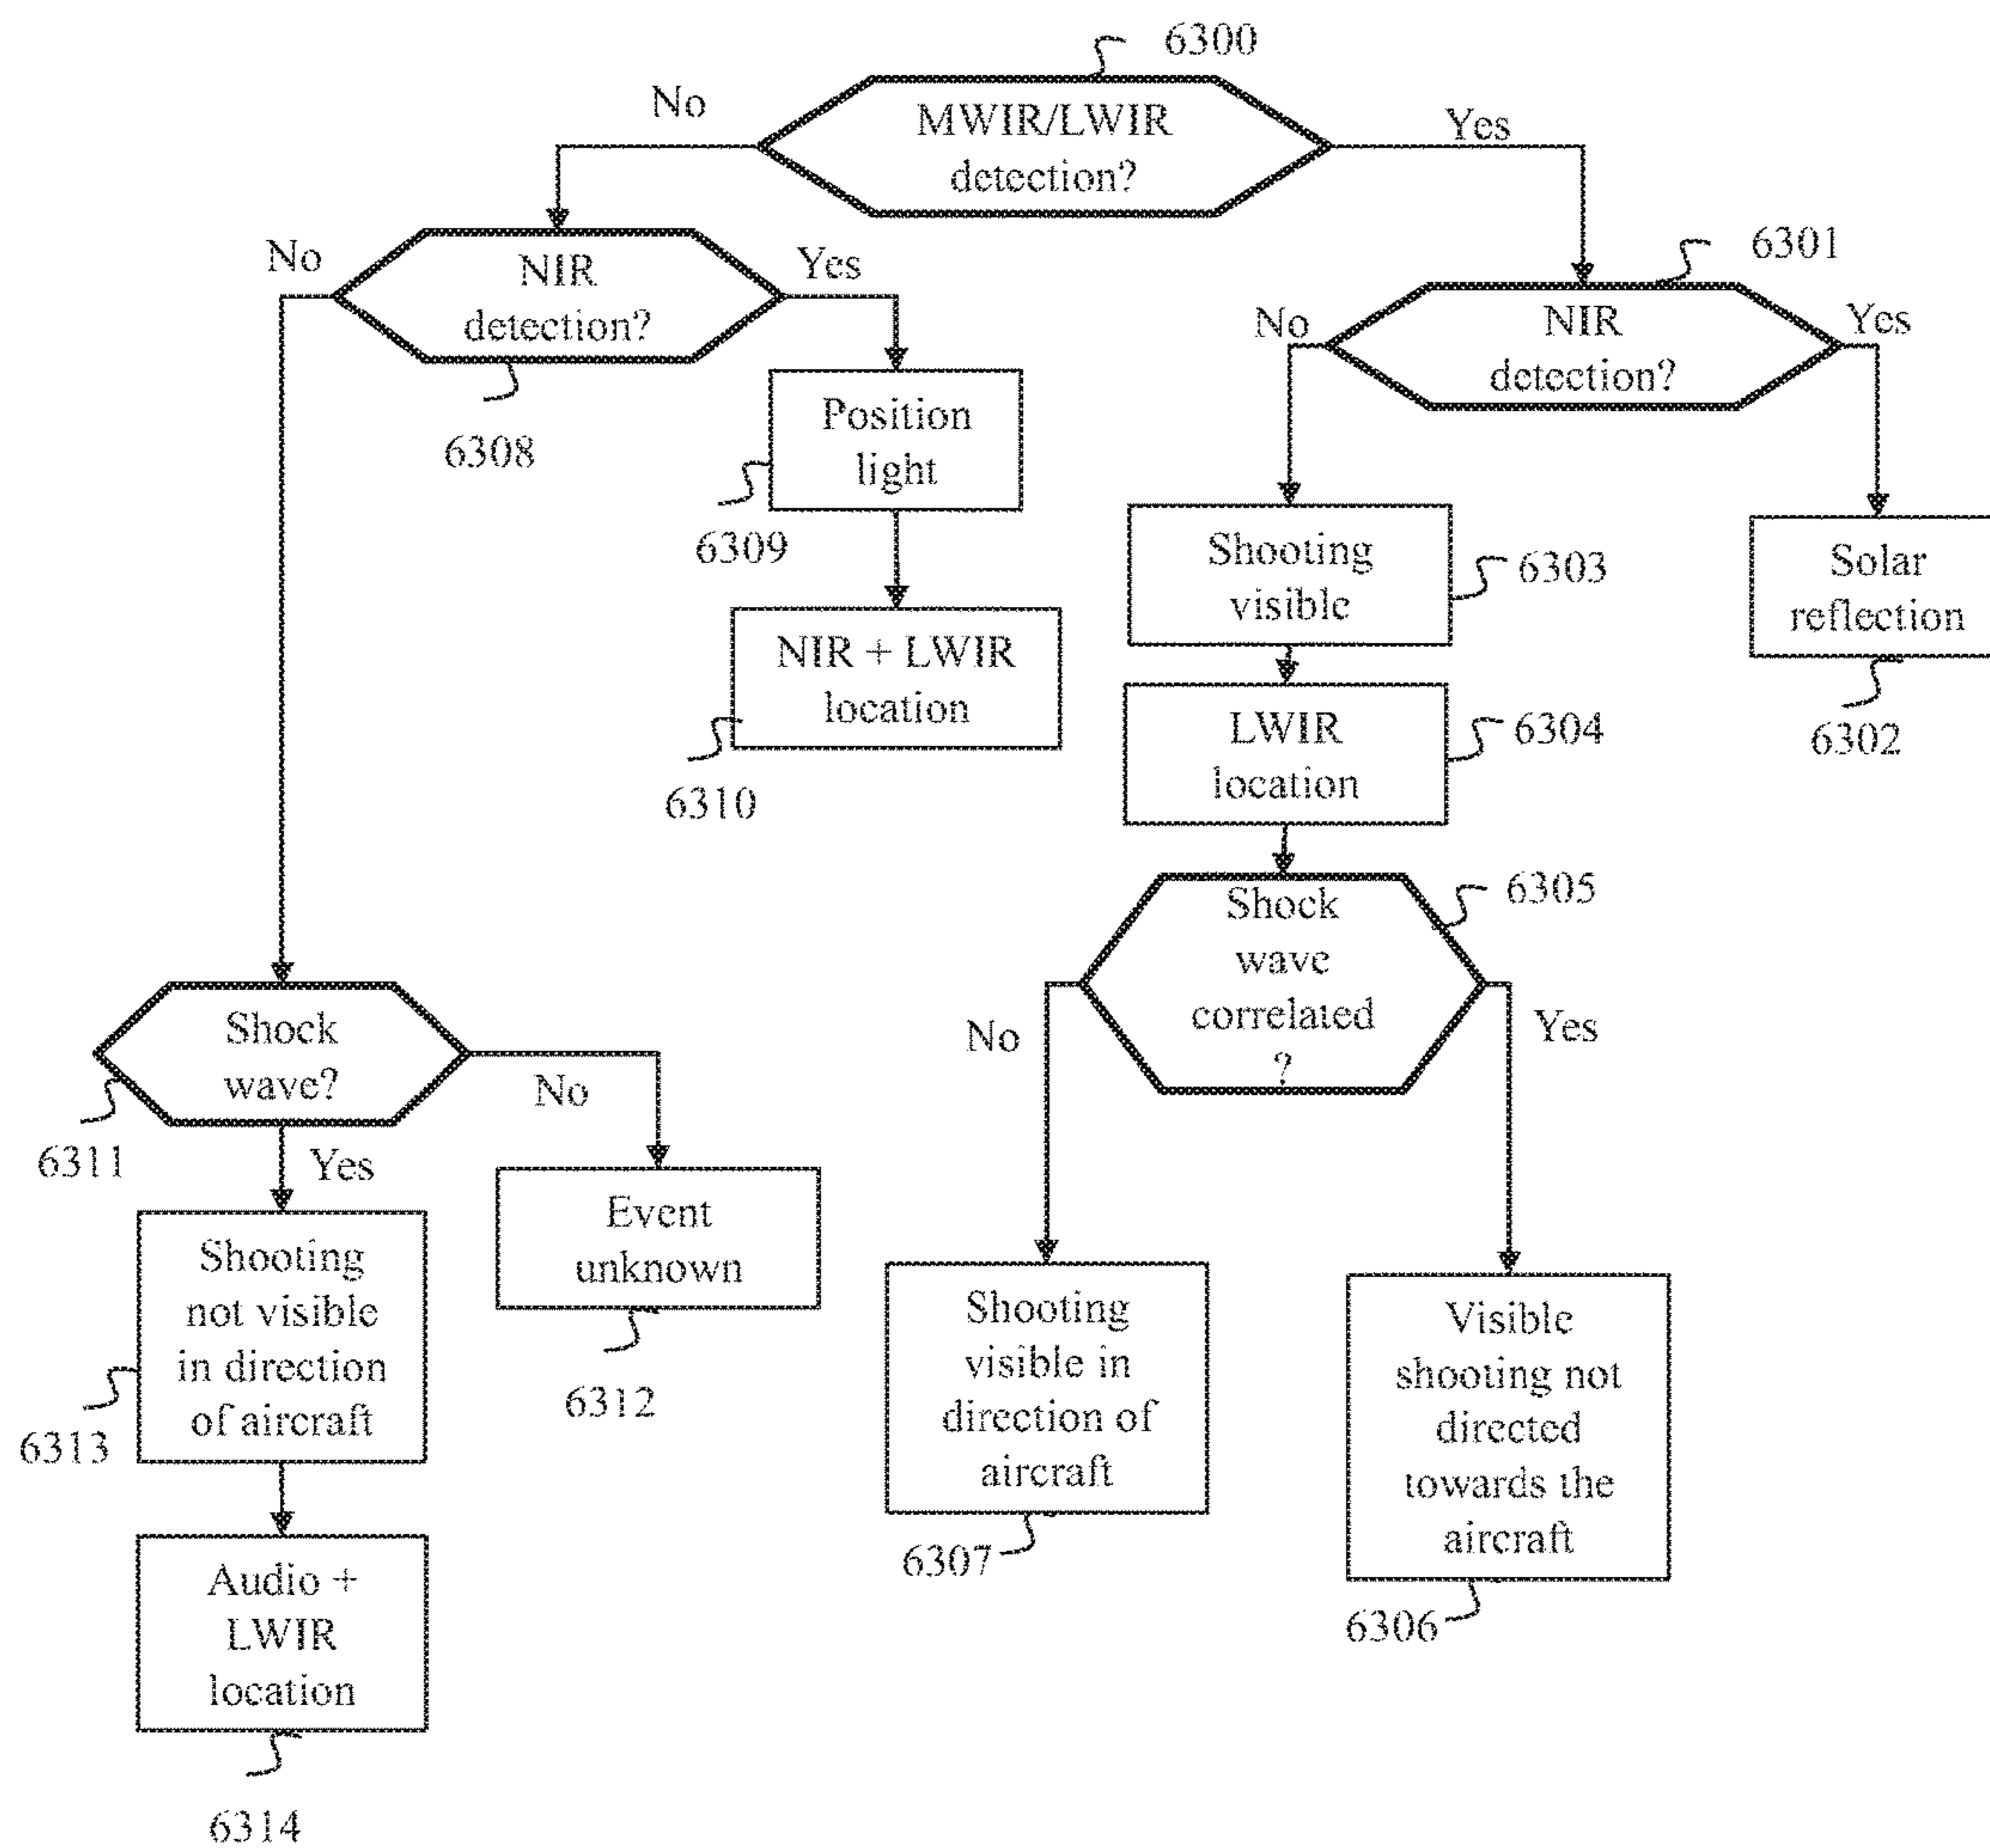 6300
No
MWIR/LWIR
detection?
Yes
No
NIR
detection?
Yes
6308
6301
No
NIR
detection?
Yes
Position
light
6309
NIR + LWIR
location
6310
Shooting
visible
6303
Solar
reflection
6302
LWIR
location
6304
Shock
wave
correlated
?
6305
No
Yes
Shock
wave?
6311
No
Yes
Event
unknown
6312
Shooting
not visible
in direction
of aircraft
6313
Audio +
LWIR
location
6314
Shooting
visible in
direction of
aircraft
6307
Visible
shooting not
directed
towards the
aircraft
6306